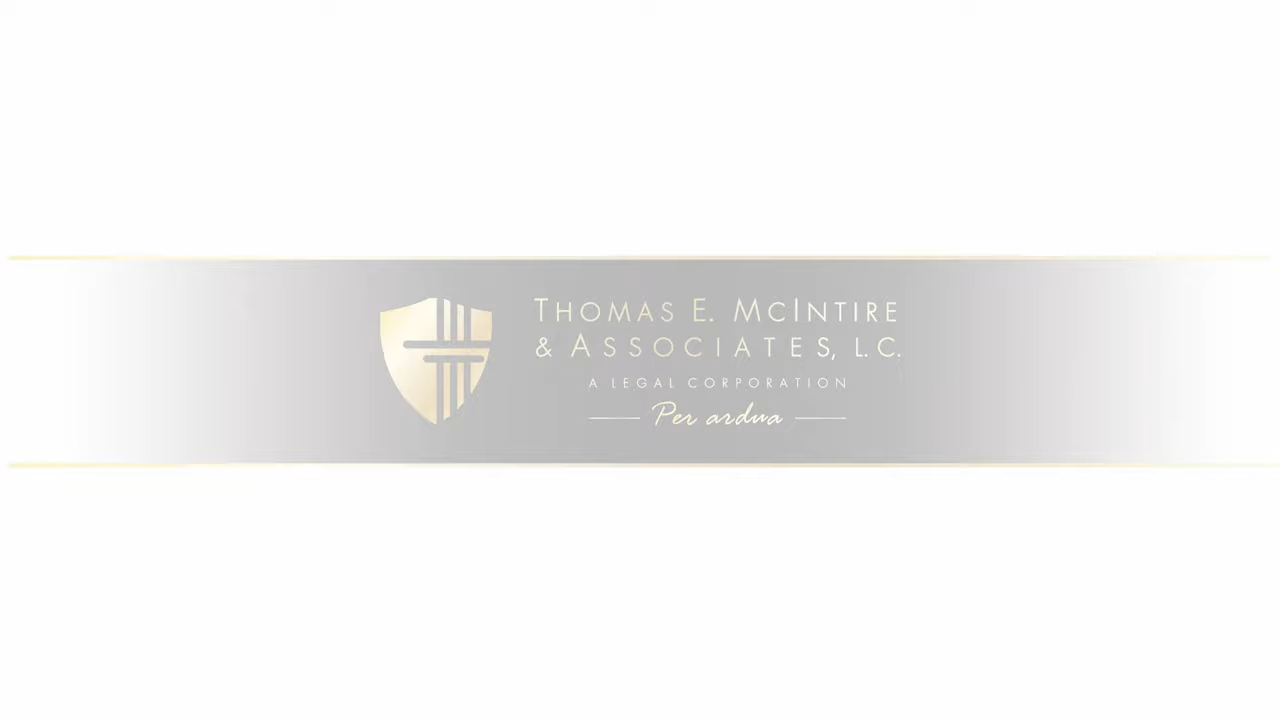 THOMAS E. MCINTIRE
& ASSOCIATES, L.C.
A LEGAL CORPORATION
Per ardua